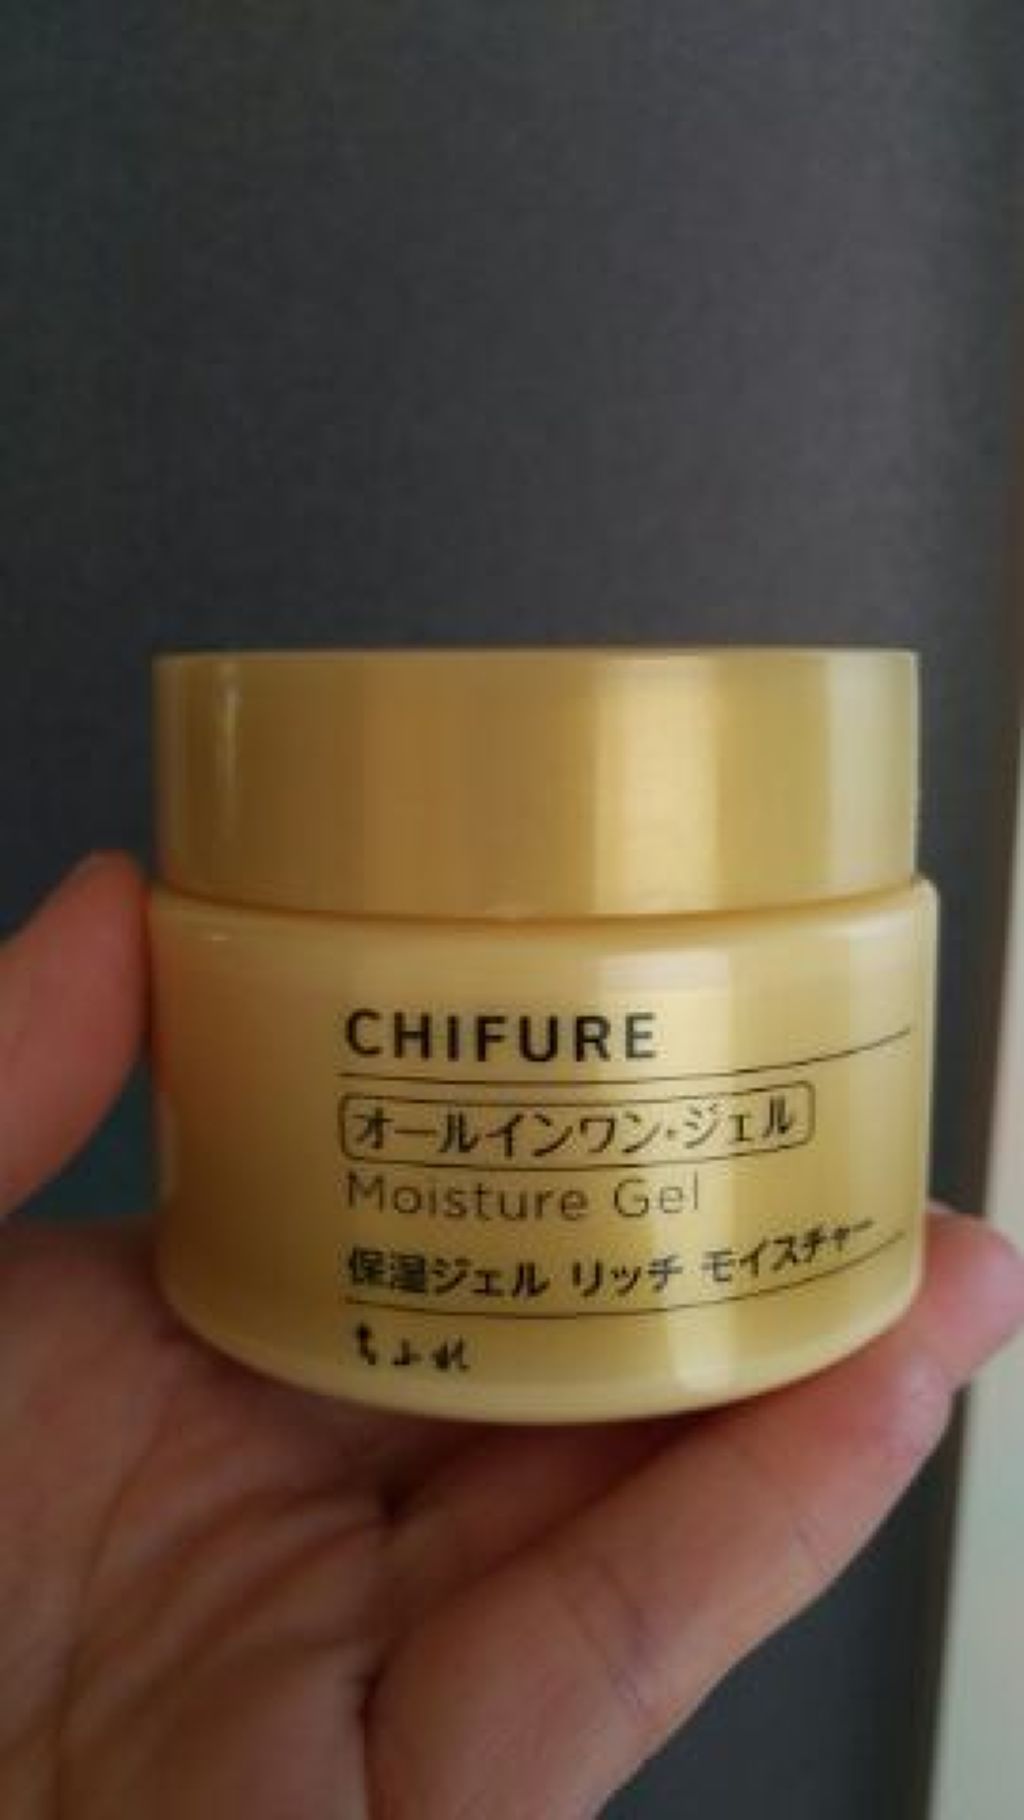 CHIFURE
オールインワン・ジェル
Moisture Gel
保湿ジェル リッチ モイスチャー
ちふれ